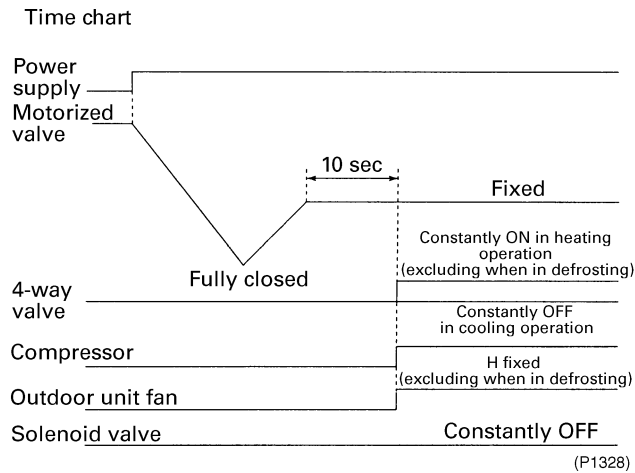 Time chart
Power
supply
Motorized
valve
10 sec
Fixed
Constantly ON in heating
operation
(excluding when in defrosting)
Fully closed
4-way
valve
Constantly OFF
in cooling operation
Compressor
H fixed
(excluding when in defrosting)
Outdoor unit fan
Solenoid valve
Constantly OFF
(P1328)